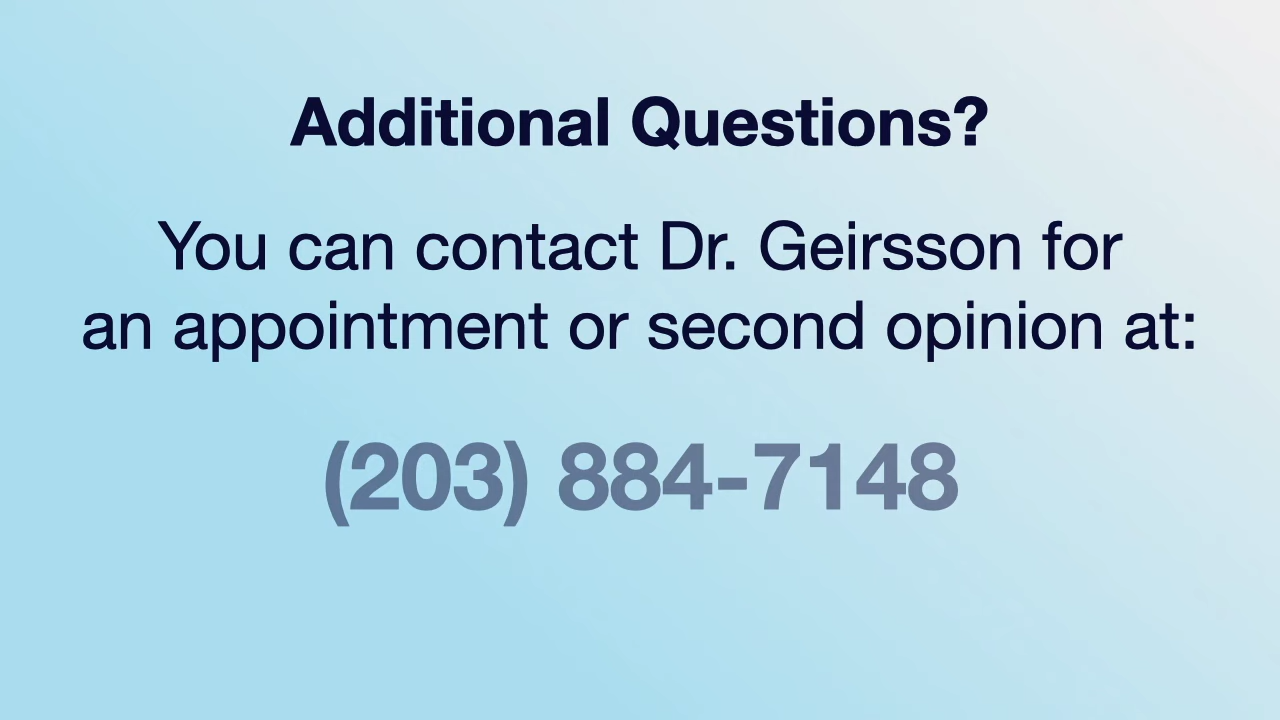 Additional Questions?
You can contact Dr. Geirsson for
an appointment or second opinion at:
(203) 884-7148